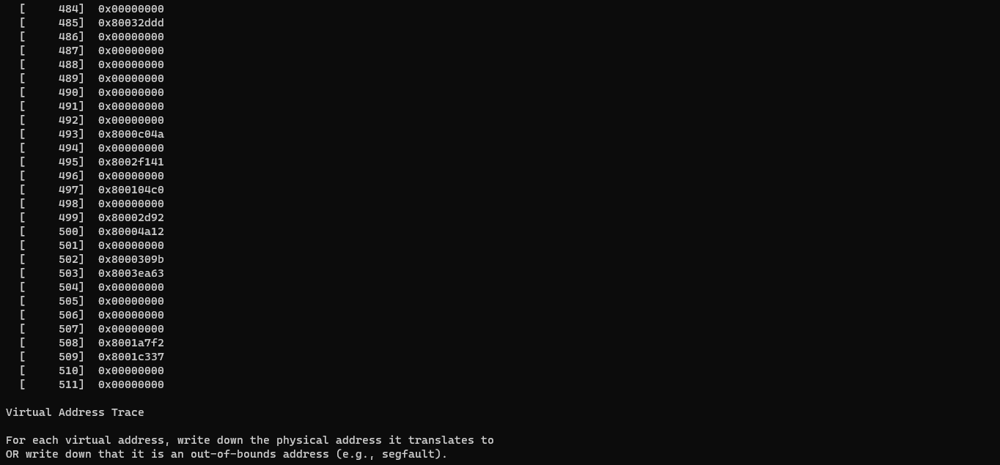 [     484]  0x00000000
[     485]  0x80032ddd
[     486]  0x00000000
[     487]  0x00000000
[     488]  0x00000000
[     489]  0x00000000
[     490]  0x00000000
[     491]  0x00000000
[     492]  0x00000000
[     493]  0x8000c04a
[     494]  0x00000000
[     495]  0x8002f141
[     496]  0x00000000
[     497]  0x800104c0
[     498]  0x00000000
[     499]  0x80002d92
[     500]  0x80004a12
[     501]  0x00000000
[     502]  0x8000309b
[     503]  0x8003ea63
[     504]  0x00000000
[     505]  0x00000000
[     506]  0x00000000
[     507]  0x00000000
[     508]  0x8001a7f2
[     509]  0x8001c337
[     510]  0x00000000
[     511]  0x00000000
Virtual Address Trace
For each virtual address, write down the physical address it translates to
OR write down that it is an out-of-bounds address (e.g., segfault).